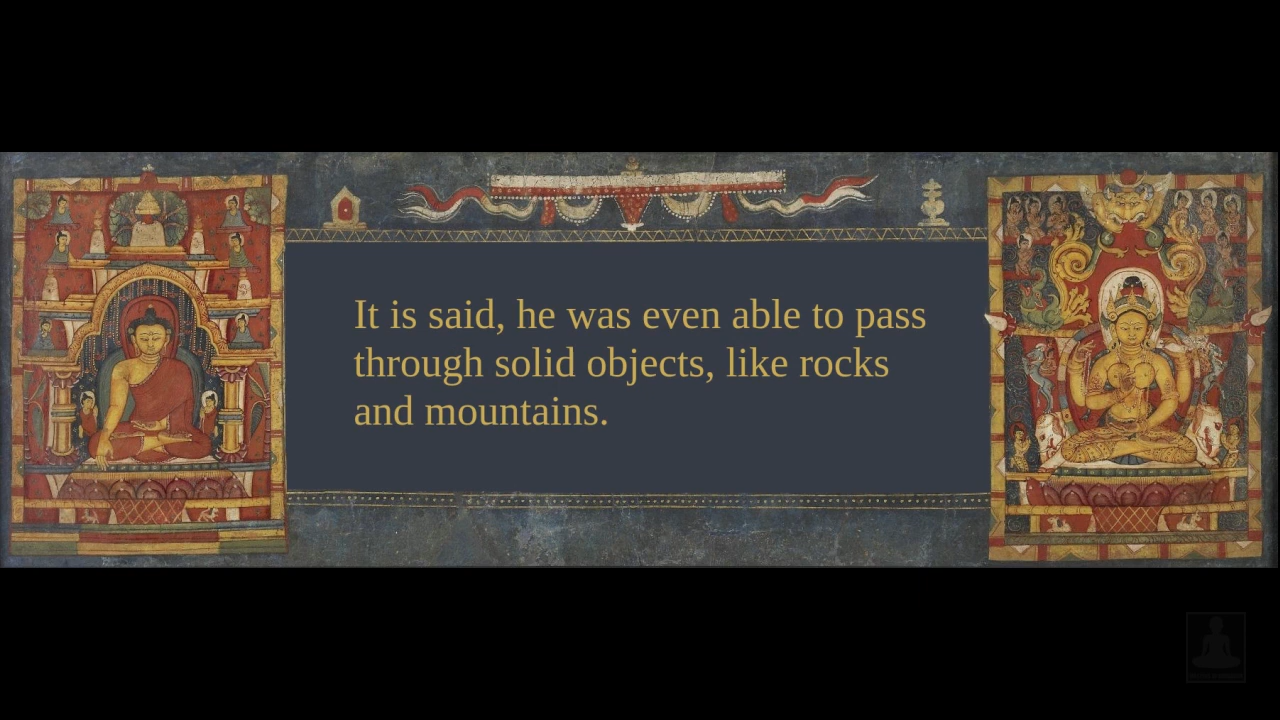 It is said, he was even able to pass
through solid objects, like rocks
and mountains.